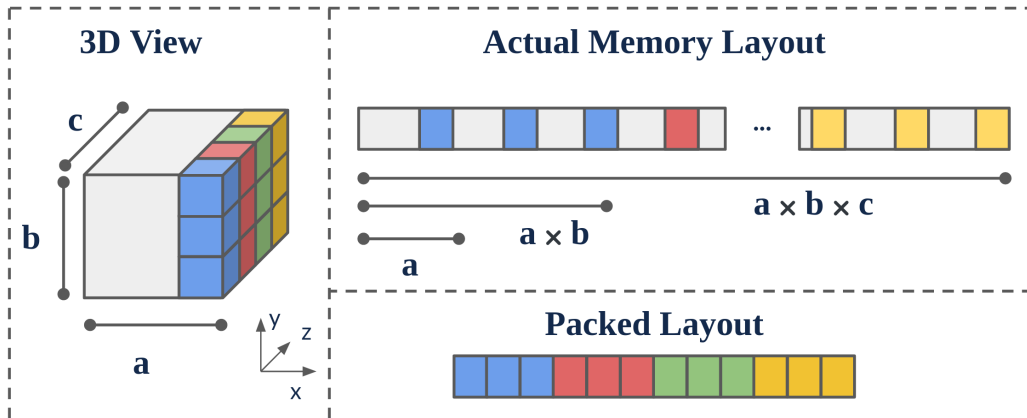 3D View
c
b
a
y
z
x
Actual Memory Layout
...
a × b × c
a × b
a
Packed Layout